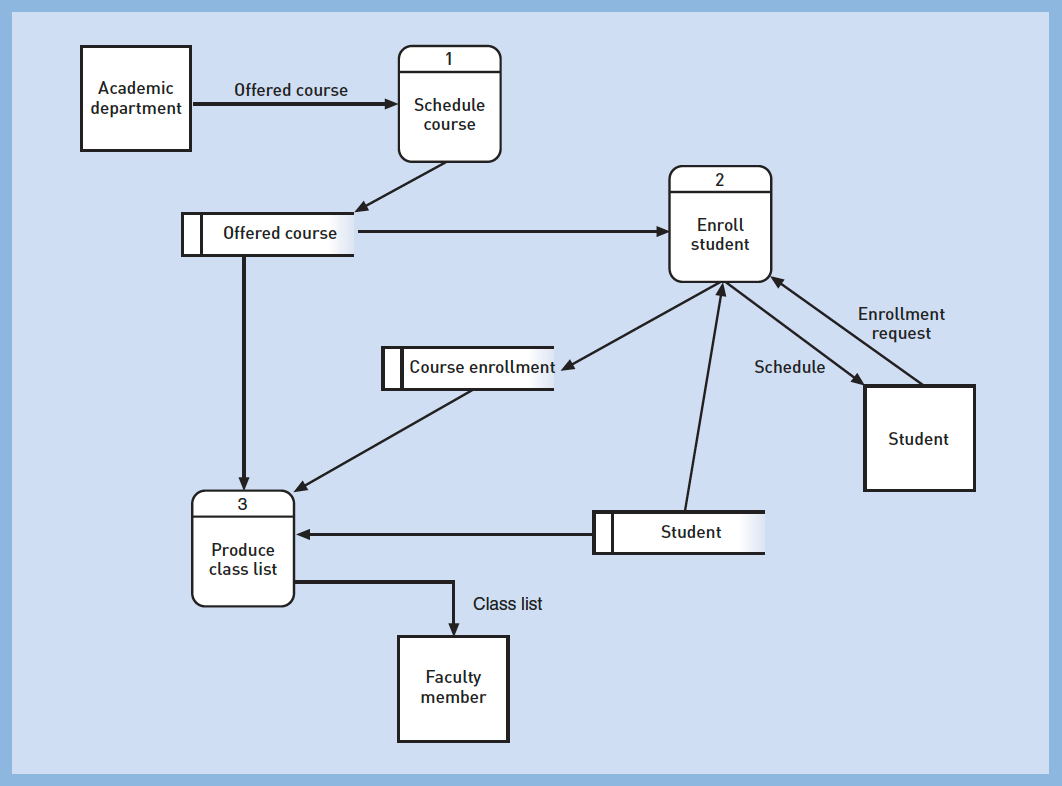 Academic
department
Offered course
1
Schedule
course
2
Enroll
student
Offered course
Enrollment
request
Course enrollment
Schedule
Student
3
Produce
class list
Student
Class list
Faculty
member